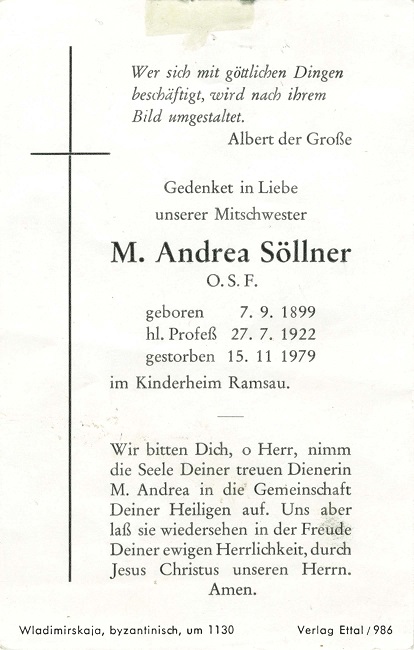 Wer sich mit göttlichen Dingen
beschäftigt, wird nach ihrem
Bild umgestaltet.
Albert der Große
Gedenket in Liebe
unserer Mitschwester
M. Andrea Söllner
O. S. F.
geboren 7. 9. 1899
hl. Profeß 27. 7. 1922
gestorben 15. 11 1979
im Kinderheim Ramsau.
Wir bitten Dich, o Herr, nimm
die Seele Deiner treuen Dienerin
M. Andrea in die Gemeinschaft
Deiner Heiligen auf. Uns aber
laß sie wiedersehen in der Freude
Deiner ewigen Herrlichkeit, durch
Jesus Christus unseren Herrn.
Amen.
Wladimirskaja, byzantinisch, um 1130 Verlag Ettal / 986